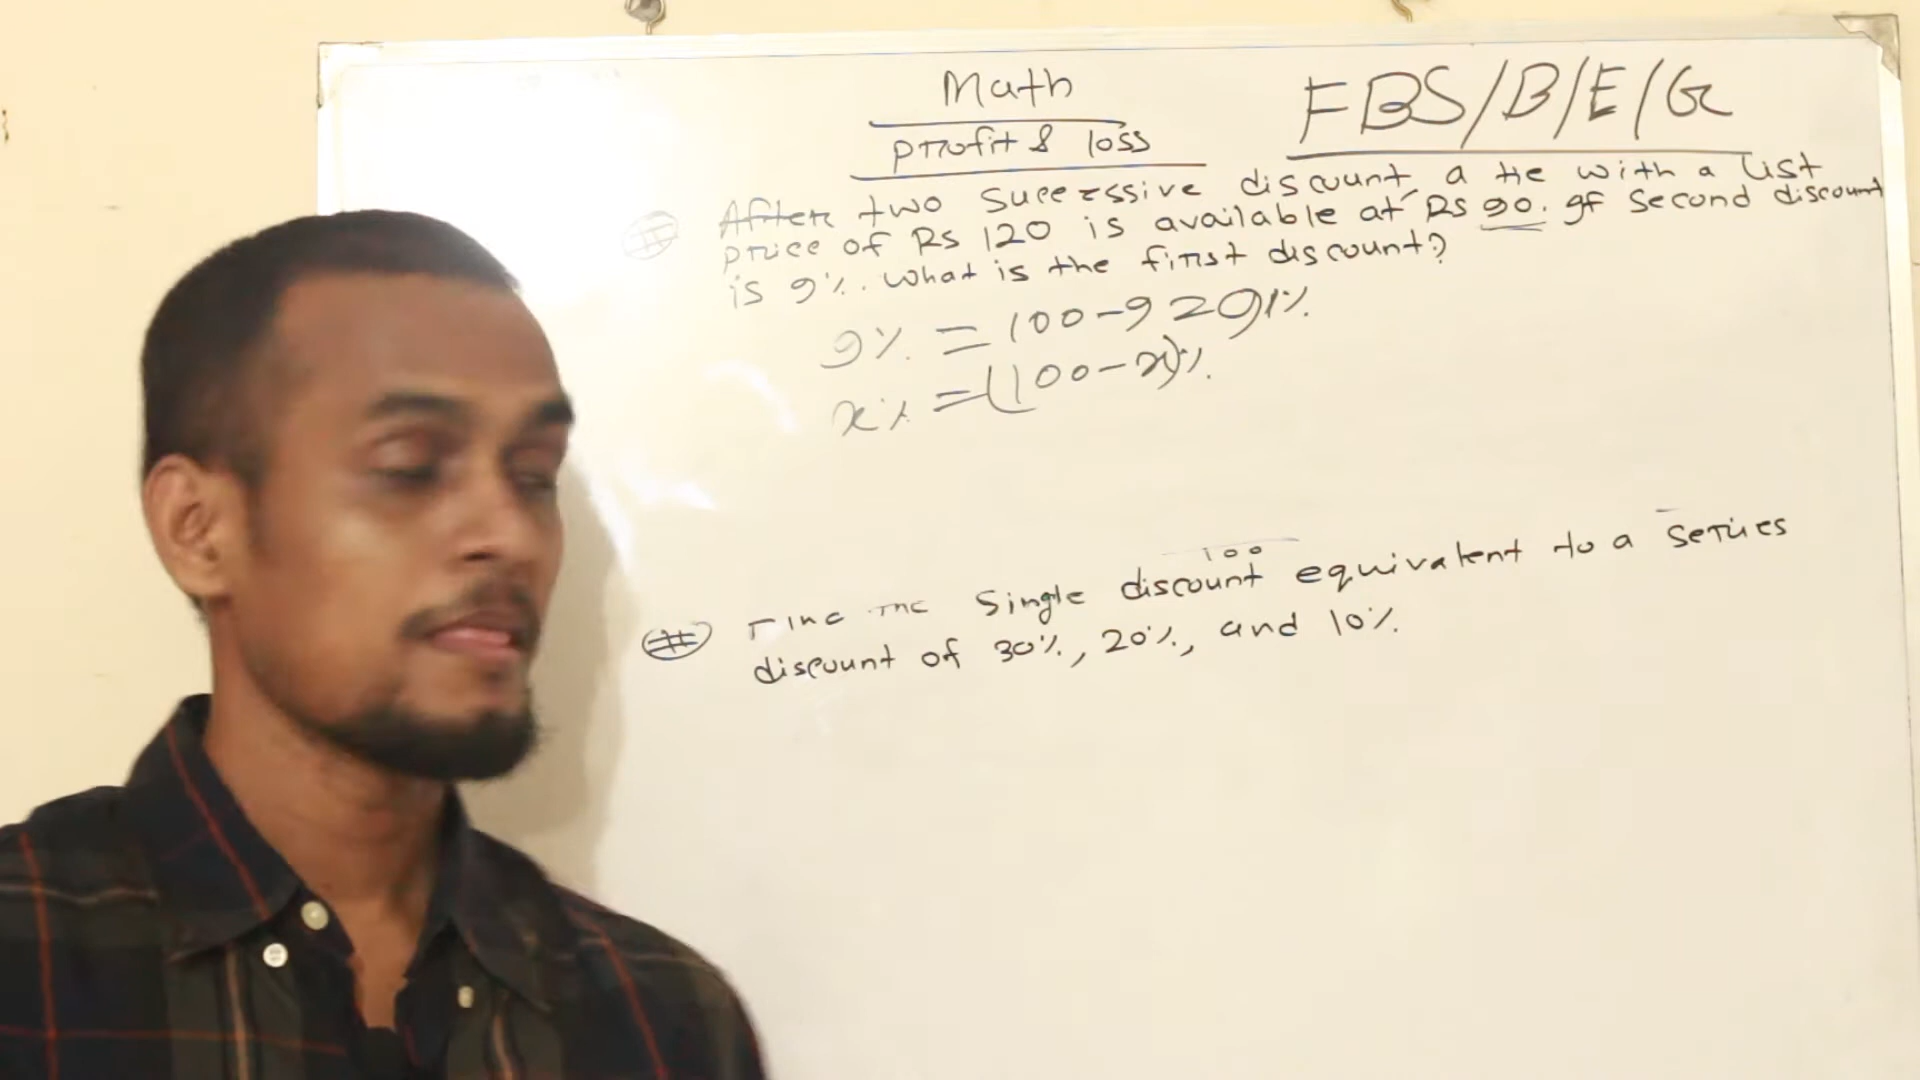 Math
profit & loss
FBS/B/E/G
After two Sucessive discount a tie with a list
price of Rs 120 is available at Rs 90. If Second discount
is 9%. What is the first discount?
9% = 100-9 = 91%
x% = (100-x)%
100
the Single discount equivalent to a Series
discount of 30%, 20%, and 10%.